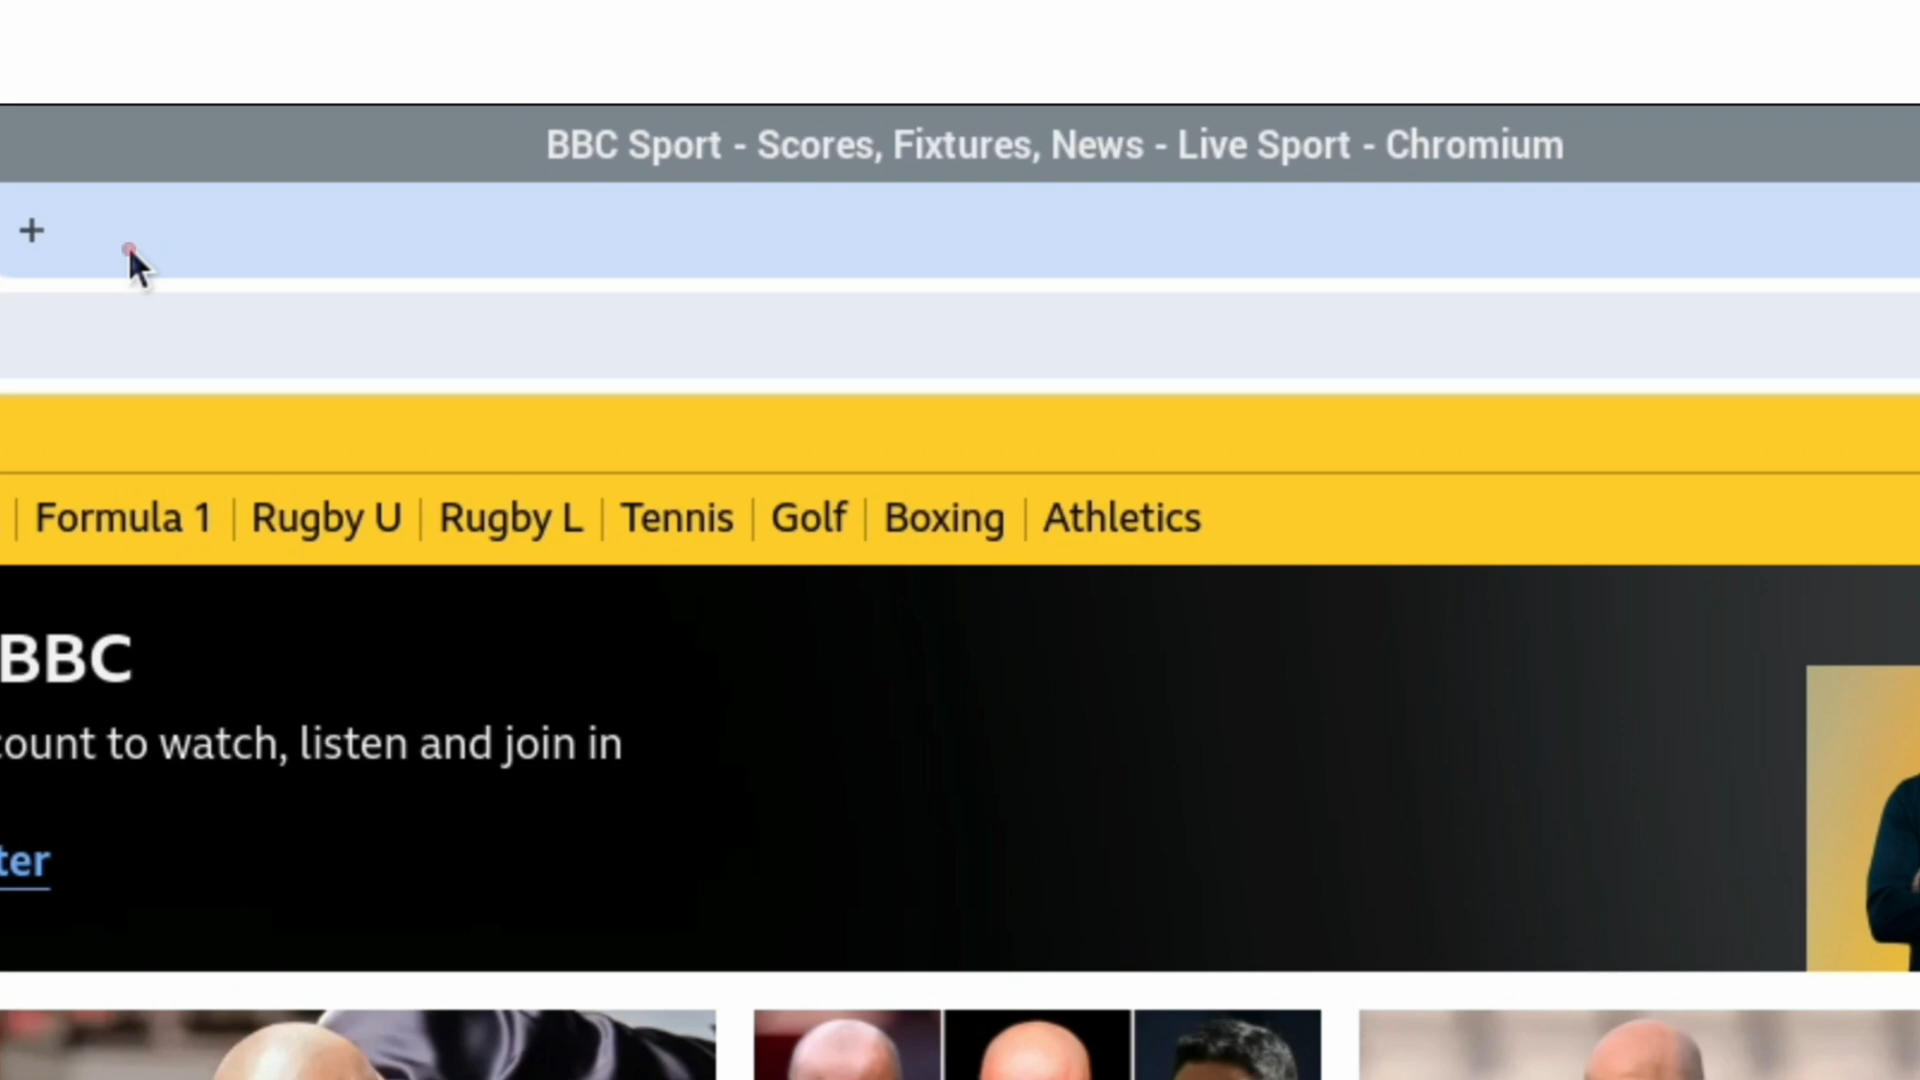 BBC Sport - Scores, Fixtures, News - Live Sport - Chromium
Formula 1 | Rugby U | Rugby L | Tennis | Golf | Boxing | Athletics
BBC
count to watch, listen and join in
ter